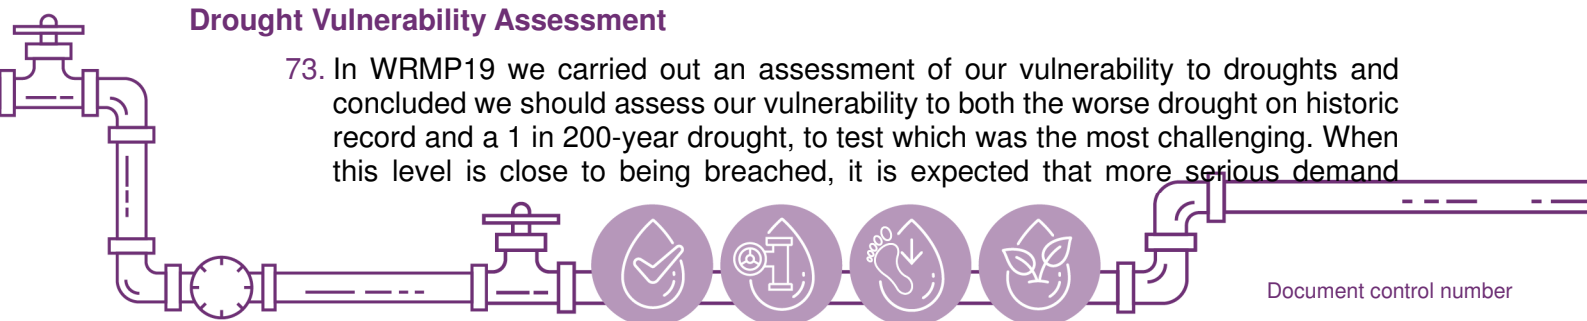 Drought Vulnerability Assessment
73. In WRMP19 we carried out an assessment of our vulnerability to droughts and
concluded we should assess our vulnerability to both the worse drought on historic
record and a 1 in 200-year drought, to test which was the most challenging. When
this level is close to being breached, it is expected that more serious demand
Document control number